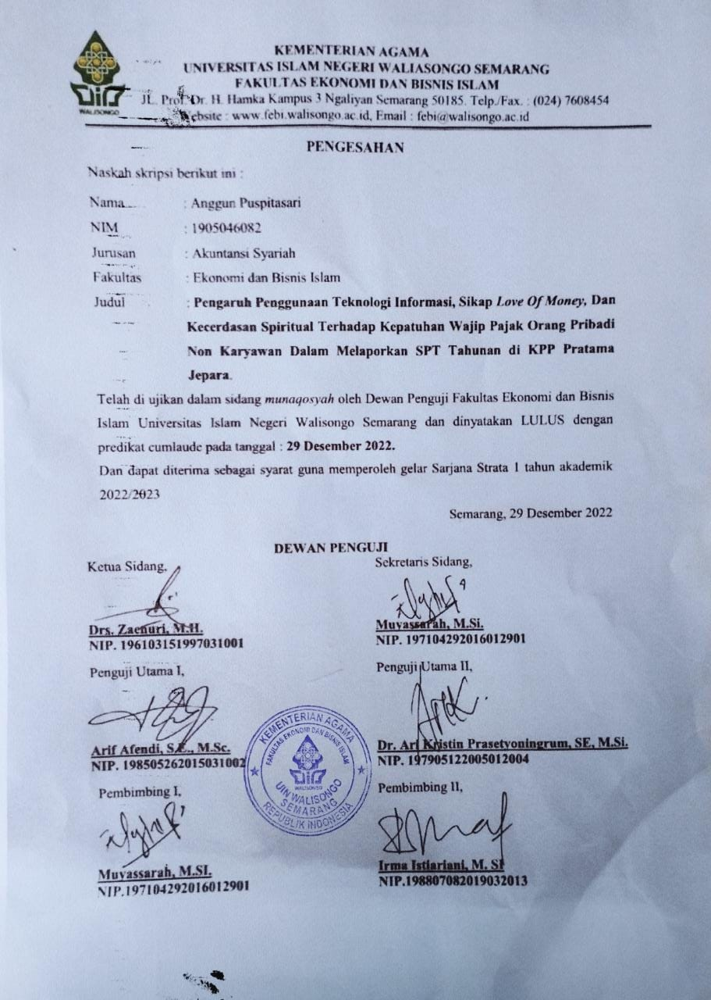 KEMENTERIAN AGAMA
UNIVERSITAS ISLAM NEGERI WALIASONGO SEMARANG
FAKULTAS EKONOMI DAN BISNIS ISLAM
JL. Prof Dr. H. Hamka Kampus 3 Ngaliyan Semarang 50185. Telp./Fax. : (024) 7608454
Website : www.febi.walisongo.ac.id, Email : febi@walisongo.ac.id
UIN
WALISONGO
PENGESAHAN
Naskah skripsi berikut ini :
Nama : Anggun Puspitasari
NIM : 1905046082
Jurusan : Akuntansi Syariah
Fakultas : Ekonomi dan Bisnis Islam
Judul : Pengaruh Penggunaan Teknologi Informasi, Sikap Love Of Money, Dan
Kecerdasan Spiritual Terhadap Kepatuhan Wajip Pajak Orang Pribadi
Non Karyawan Dalam Melaporkan SPT Tahunan di KPP Pratama
Jepara.
Telah di ujikan dalam sidang munaqosyah oleh Dewan Penguji Fakultas Ekonomi dan Bisnis
Islam Universitas Islam Negeri Walisongo Semarang dan dinyatakan LULUS dengan
predikat cumlaude pada tanggal : 29 Desember 2022.
Dan dapat diterima sebagai syarat guna memperoleh gelar Sarjana Strata 1 tahun akademik
2022/2023
Semarang, 29 Desember 2022
DEWAN PENGUJI
Ketua Sidang,
Drs. Zaenuri, M.H.
NIP. 196103151997031001
Sekretaris Sidang,
Muyassarah, M.Si.
NIP. 197104292016012901
Penguji Utama I,
Arif Afendi, S.E., M.Sc.
NIP. 198505262015031002
Penguji Utama II,
Dr. Ari Kristin Prasetyoningrum, SE, M.Si.
NIP. 197905122005012004
KEMENTERIAN AGAMA
FAKULTAS EKONOMI DAN BISNIS ISLAM
UIN
WALISONGO
UIN WALISONGO
SEMARANG
REPUBLIK INDONESIA
Pembimbing I,
Muyassarah, M.SI.
NIP.197104292016012901
Pembimbing II,
Irma Istiariani, M. SI
NIP.198807082019032013